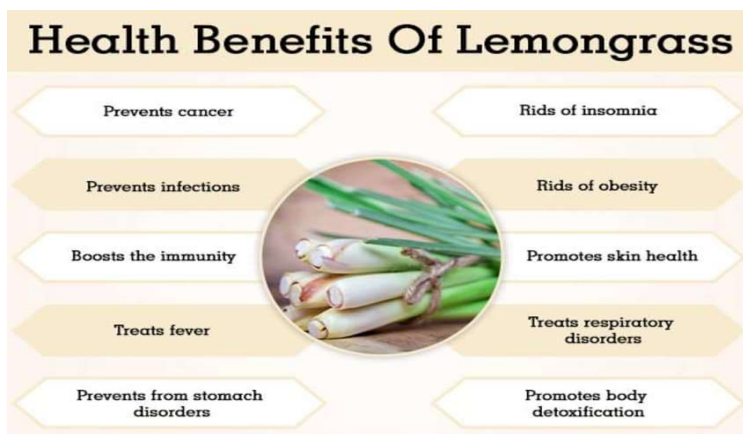 Health Benefits Of Lemongrass
Prevents cancer
Rids of insomnia
Prevents infections
Rids of obesity
Boosts the immunity
Promotes skin health
Treats fever
Treats respiratory
disorders
Prevents from stomach
disorders
Promotes body
detoxification